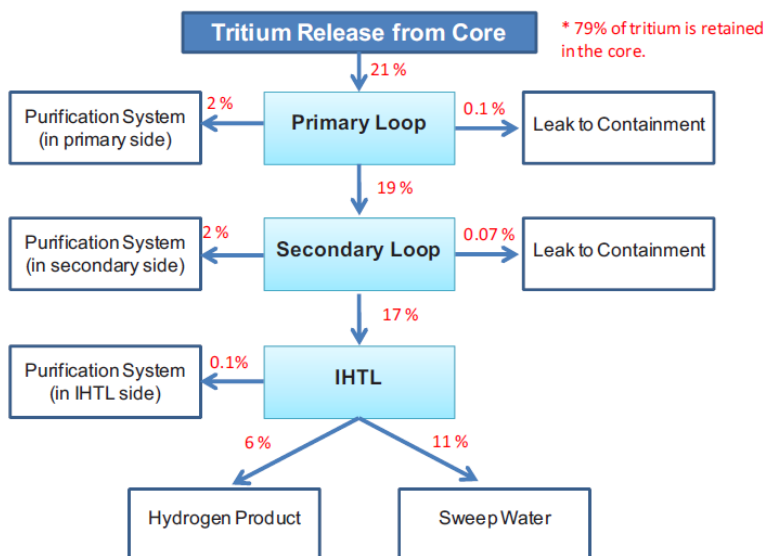 Tritium Release from Core
* 79% of tritium is retained
in the core.
21 %
Purification System
(in primary side)
2 %
Primary Loop
0.1 %
Leak to Containment
19 %
Purification System
(in secondary side)
2 %
Secondary Loop
0.07 %
Leak to Containment
17 %
Purification System
(in IHTL side)
0.1%
IHTL
6 %
11 %
Hydrogen Product
Sweep Water